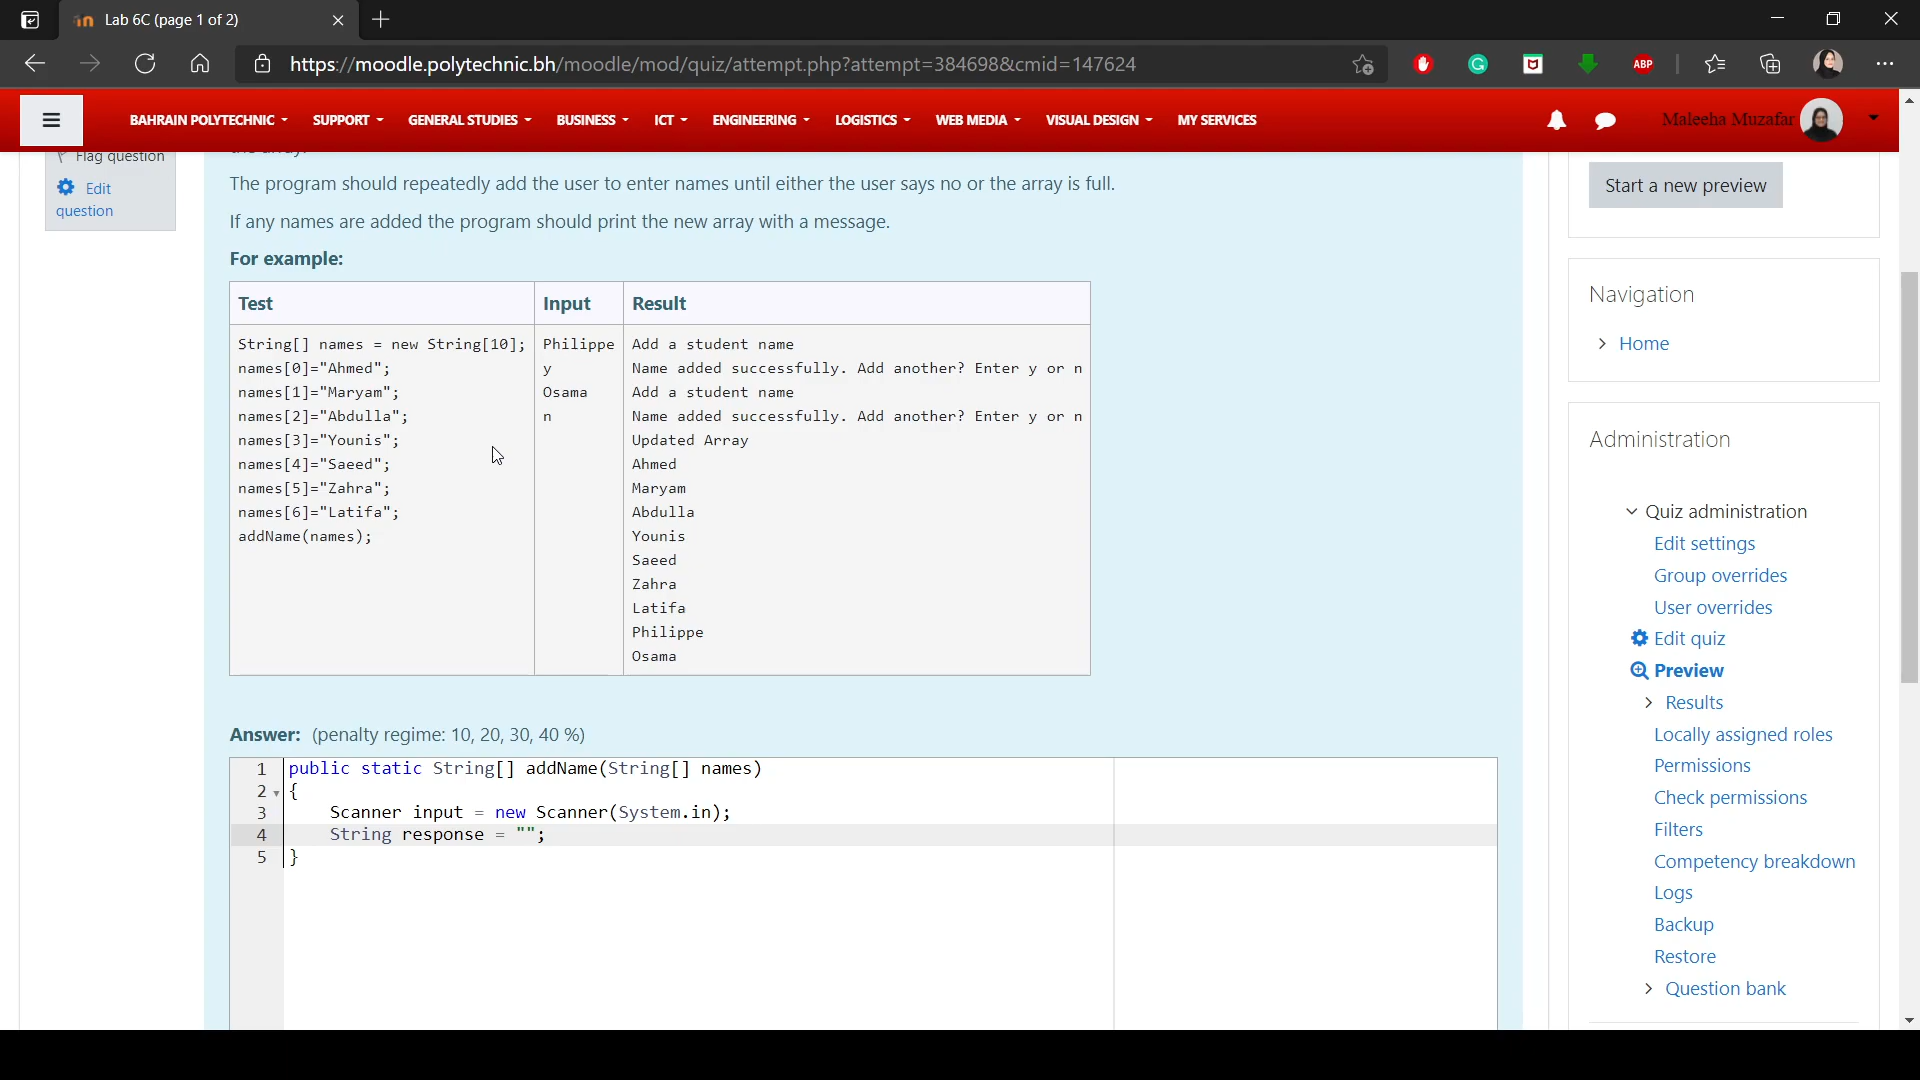 Lab 6C (page 1 of 2)
https://moodle.polytechnic.bh/moodle/mod/quiz/attempt.php?attempt=384698&cmid=147624
ABP
BAHRAIN POLYTECHNIC
SUPPORT
GENERAL STUDIES
BUSINESS
ICT
ENGINEERING
LOGISTICS
WEB MEDIA
VISUAL DESIGN
MY SERVICES
Maleeha Muzafar
Flag question
Edit
question
the array.
The program should repeatedly add the user to enter names until either the user says no or the array is full.
If any names are added the program should print the new array with a message.
For example:
Test
Input
Result
String[] names = new String[10];
names[0]="Ahmed";
names[1]="Maryam";
names[2]="Abdulla";
names[3]="Younis";
names[4]="Saeed";
names[5]="Zahra";
names[6]="Latifa";
addName(names);
Philippe
y
Osama
n
Add a student name
Name added successfully. Add another? Enter y or n
Add a student name
Name added successfully. Add another? Enter y or n
Updated Array
Ahmed
Maryam
Abdulla
Younis
Saeed
Zahra
Latifa
Philippe
Osama
Answer: (penalty regime: 10, 20, 30, 40 %)
1 public static String[] addName(String[] names)
2 {
3 Scanner input = new Scanner(System.in);
4 String response = "";
5 }
Start a new preview
Navigation
Home
Administration
Quiz administration
Edit settings
Group overrides
User overrides
Edit quiz
Preview
Results
Locally assigned roles
Permissions
Check permissions
Filters
Competency breakdown
Logs
Backup
Restore
Question bank